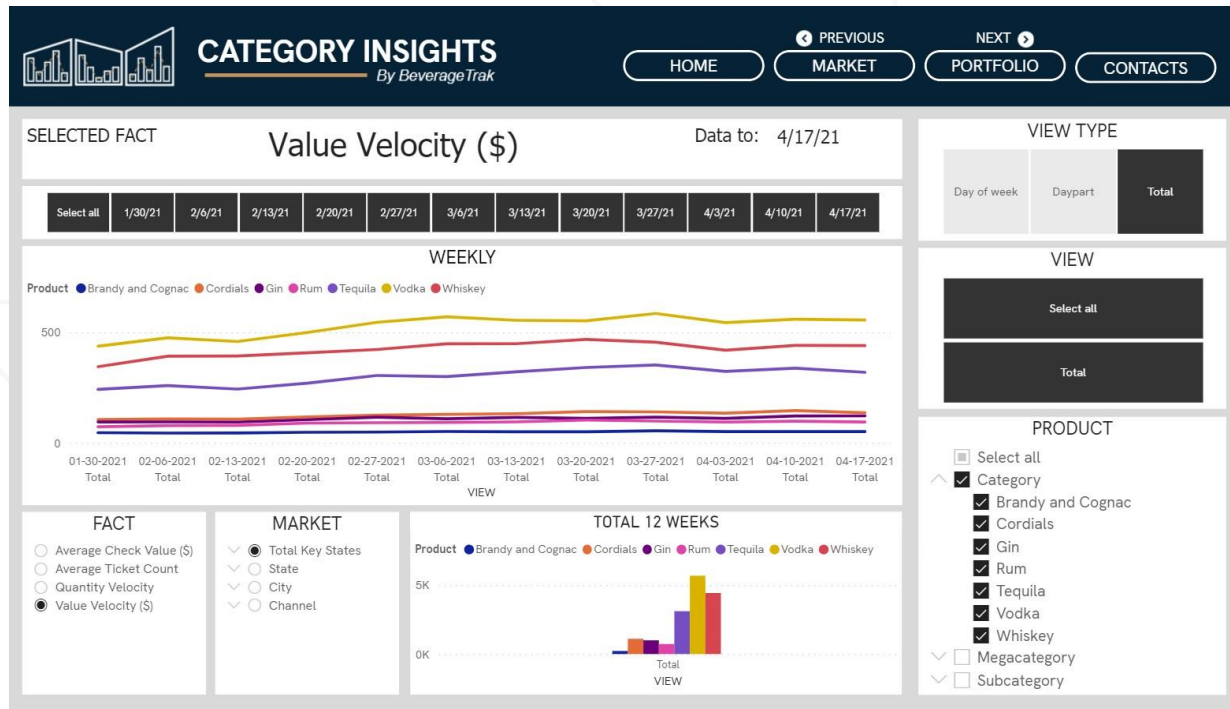 CATEGORY INSIGHTS
By BeverageTrak
PREVIOUS
NEXT
HOME
MARKET
PORTFOLIO
CONTACTS
SELECTED FACT
Value Velocity ($)
Data to: 4/17/21
Select all 1/30/21 2/6/21 2/13/21 2/20/21 2/27/21 3/6/21 3/13/21 3/20/21 3/27/21 4/3/21 4/10/21 4/17/21
WEEKLY
Product Brandy and Cognac Cordials Gin Rum Tequila Vodka Whiskey
500
0
01-30-2021 02-06-2021 02-13-2021 02-20-2021 02-27-2021 03-06-2021 03-13-2021 03-20-2021 03-27-2021 04-03-2021 04-10-2021 04-17-2021
Total Total Total Total Total Total Total Total Total Total Total Total
VIEW
FACT
Average Check Value ($)
Average Ticket Count
Quantity Velocity
Value Velocity ($)
MARKET
Total Key States
State
City
Channel
TOTAL 12 WEEKS
Product Brandy and Cognac Cordials Gin Rum Tequila Vodka Whiskey
5K
0K
Total
VIEW
VIEW TYPE
Day of week Daypart Total
VIEW
Select all
Total
PRODUCT
Select all
Category
Brandy and Cognac
Cordials
Gin
Rum
Tequila
Vodka
Whiskey
Megacategory
Subcategory